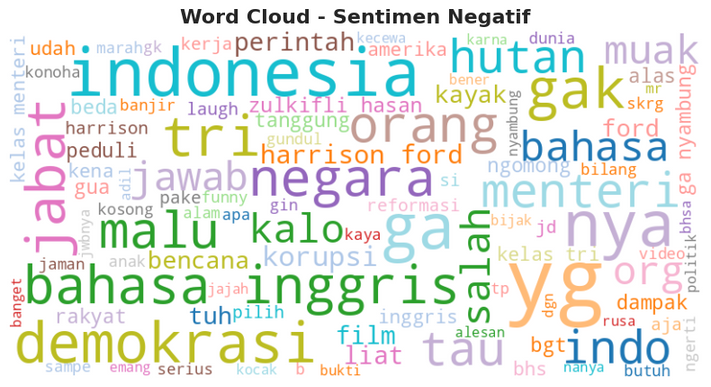 Word Cloud - Sentimen Negatif
kelas menteri
udah
marah
gk
kerja
perintah
kecewa
amerika
karna
dunia
hutan
muak
konoha
indonesia
bener
gak
alas
mr
skrg
beda
banjir
laugh
zulkifli hasan
kayak
nyambung
ga nyambung
tri
tanggung
orang
ford
harrison
peduli
gundul
harrison ford
bahasa
jabat
kena
gua
adil
jawab
negara
si
ngomong
bilang
menteri
kosong
pake
funny
alam
apa
gin
reformasi
bijak
jd
nya
bhsa
jwbnya
malu
kalo
kaya
ga
salah
kelas tri
video
politik
jaman
anak
bencana
korupsi
yg
org
banget
bahasa inggris
jajah
tp
dgn
rusa
dampak
aja
rakyat
tuh
pilih
inggris
film
alesan
demokrasi
liat
tau
bgt
indo
ngerti
sampe
emang
serius
kocak
b
bukti
bhs
nanya
butuh